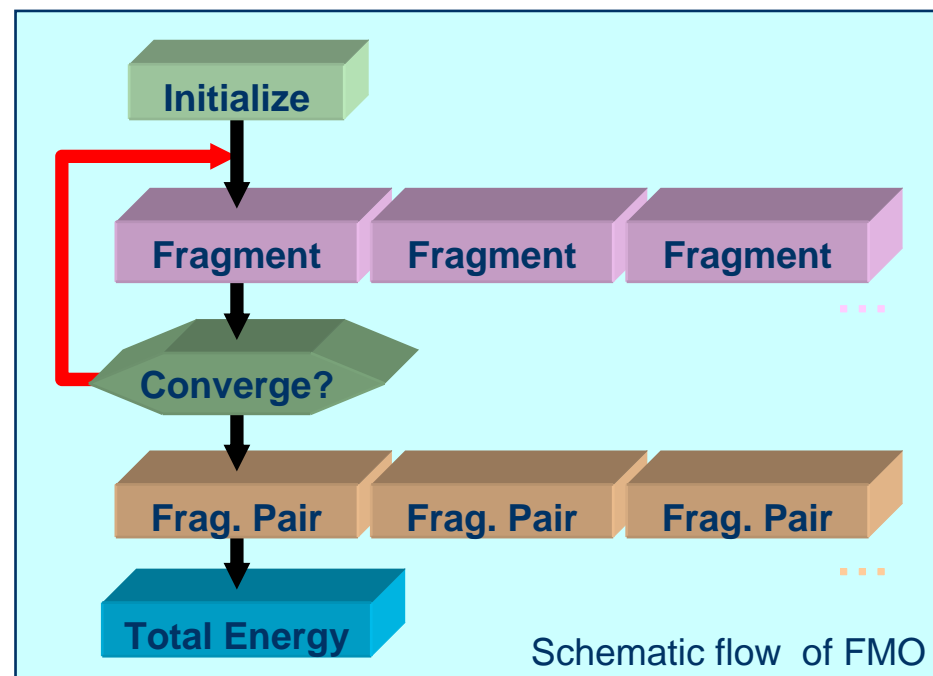 Initialize
Fragment Fragment Fragment
...
Converge?
Frag. Pair Frag. Pair Frag. Pair
...
Total Energy
Schematic flow of FMO